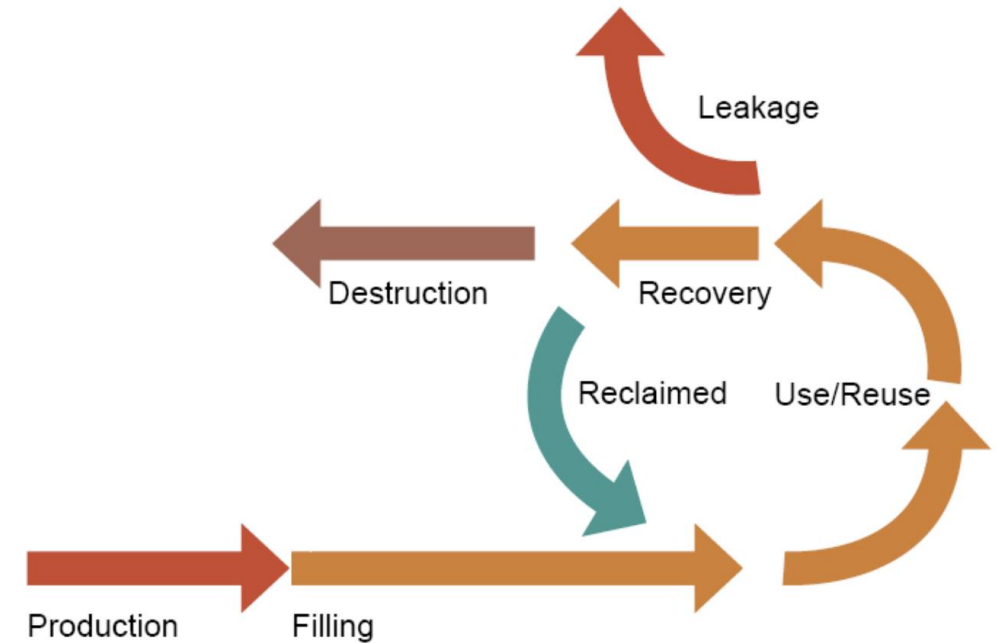 Leakage
Destruction
Recovery
Reclaimed
Use/Reuse
Production
Filling